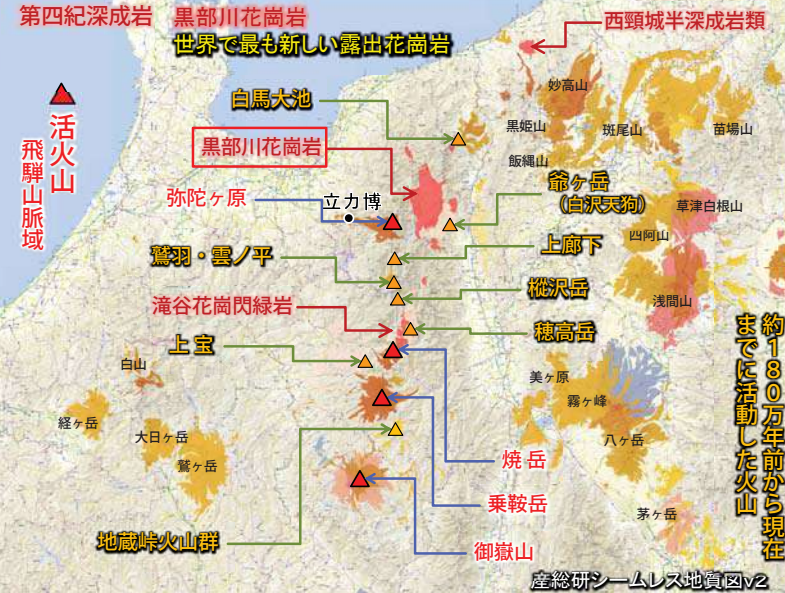 第四紀深成岩
黒部川花崗岩
世界で最も新しい露出花崗岩
西頸城半深成岩類
活火山
飛騨山脈域
白馬大池
妙高山
黒姫山
斑尾山
苗場山
飯縄山
黒部川花崗岩
弥陀ヶ原
立カ博
爺ヶ岳
(白沢天狗)
草津白根山
四阿山
鷲羽・雲ノ平
上廊下
樅沢岳
浅間山
滝谷花崗閃緑岩
穂高岳
上宝
白山
美ヶ原
霧ヶ峰
経ヶ岳
大日ヶ岳
鷲ヶ岳
八ヶ岳
焼岳
乗鞍岳
茅ヶ岳
地蔵峠火山群
御嶽山
約180万年前から現在
までに活動した火山
産総研シームレス地質図v2